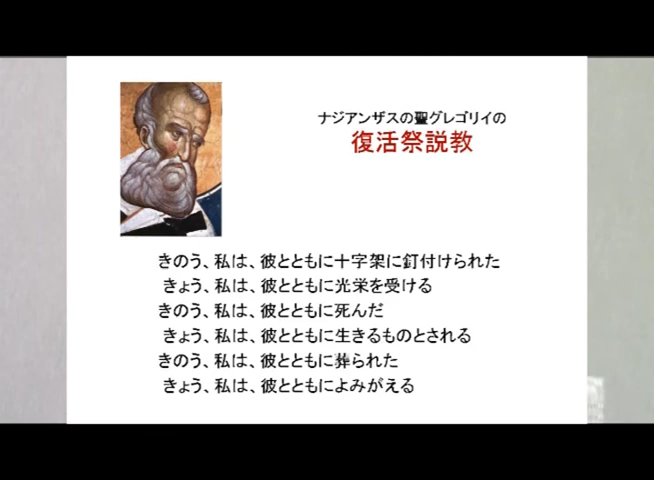 ナジアンザスの聖グレゴリイの
復活祭説教
きのう、私は、彼とともに十字架に釘付けられた
きょう、私は、彼とともに光栄を受ける
きのう、私は、彼とともに死んだ
きょう、私は、彼とともに生きるものとされる
きのう、私は、彼とともに葬られた
きょう、私は、彼とともによみがえる